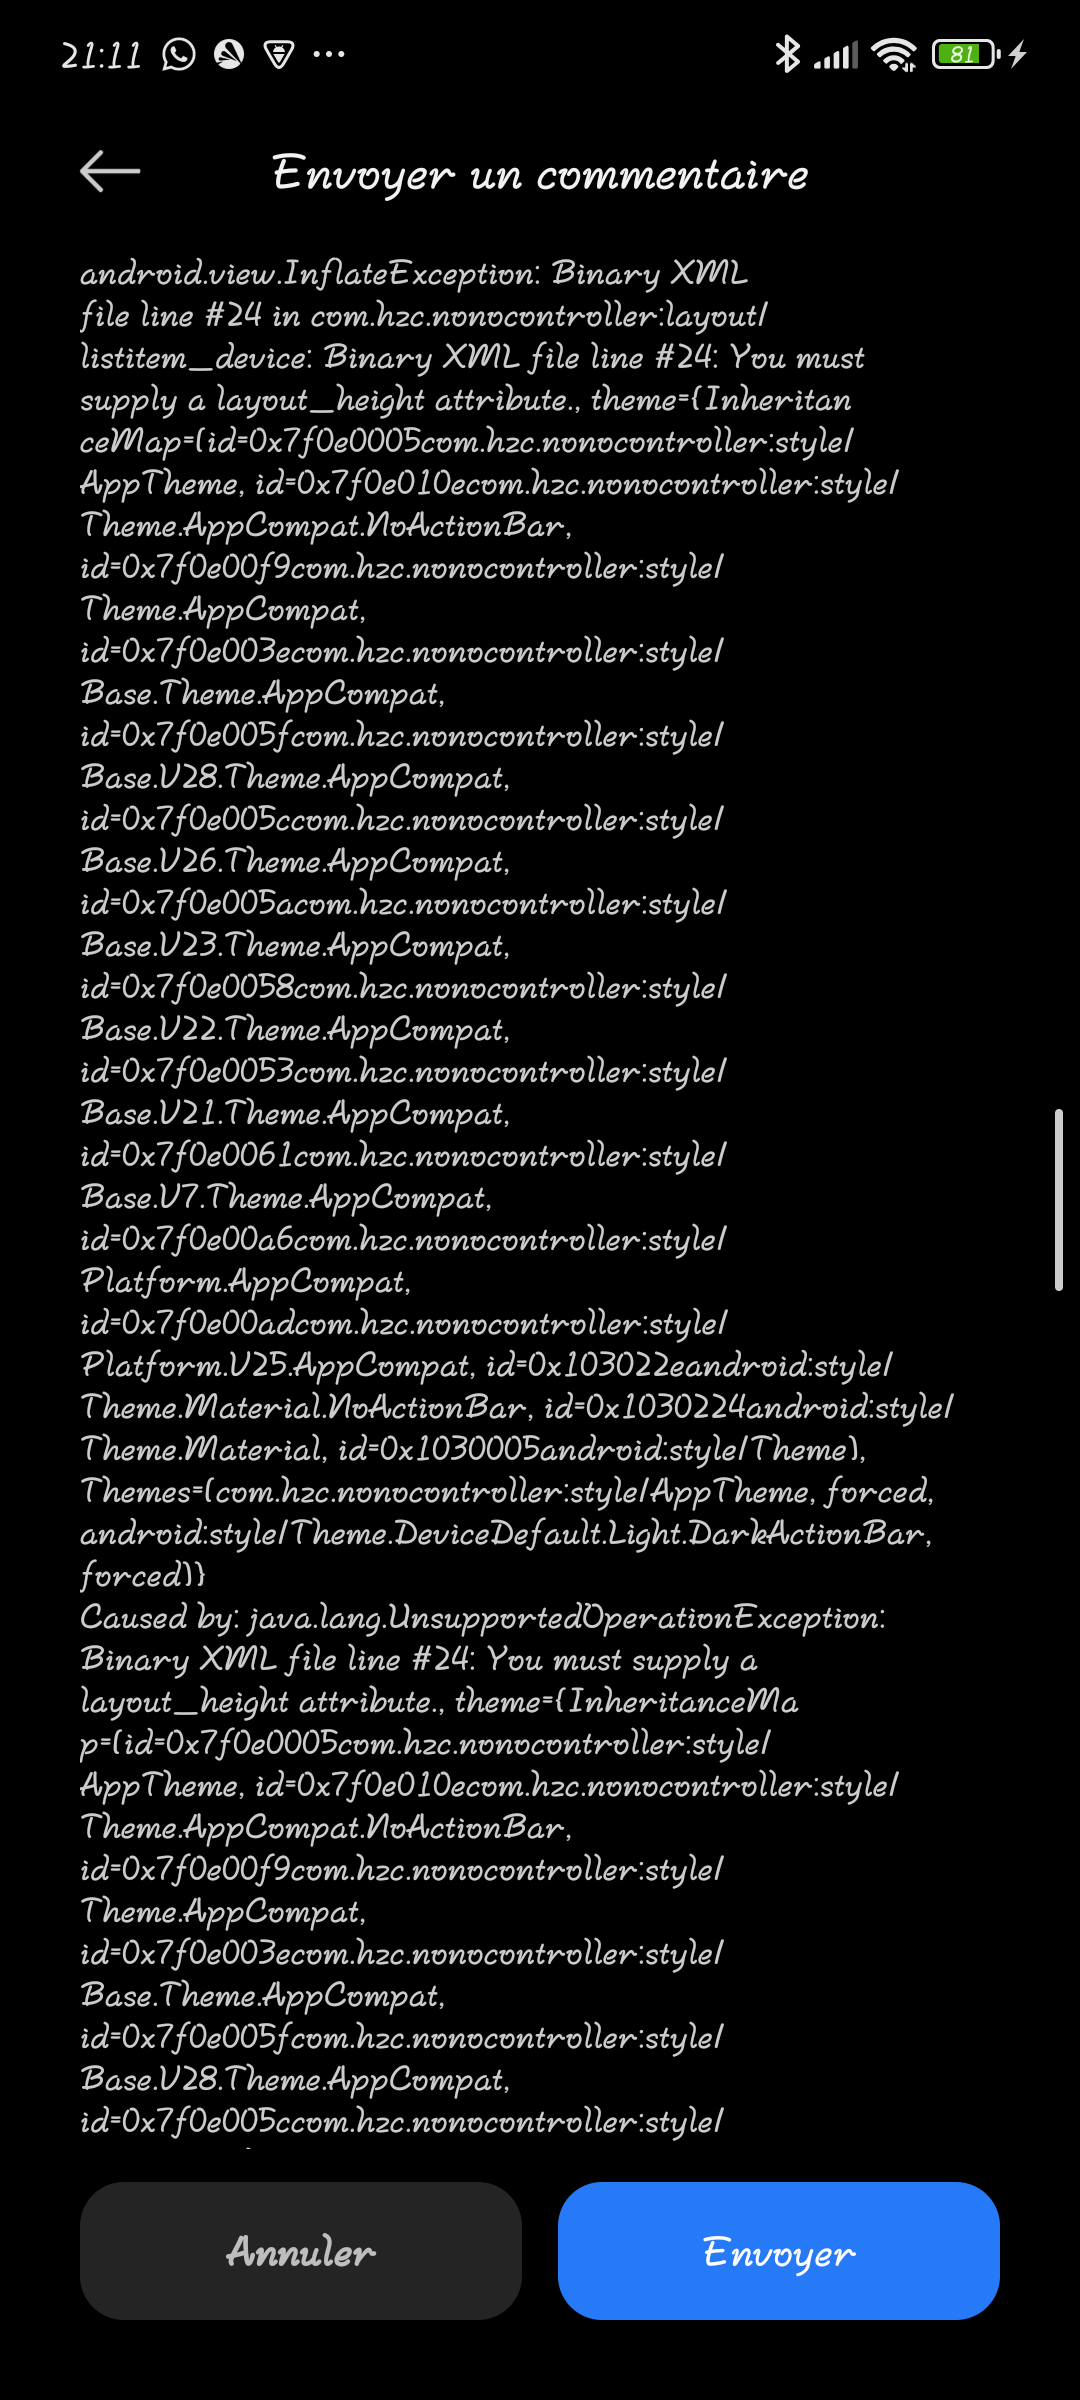 21:11
81
Envoyer un commentaire
android.view.InflateException: Binary XML
file line #24 in com.hzc.nonocontroller:layout/
listitem_device: Binary XML file line #24: You must
supply a layout_height attribute., theme={Inheritan
ceMap=[id=0x7f0e0005com.hzc.nonocontroller:style/
AppTheme, id=0x7f0e010ecom.hzc.nonocontroller:style/
Theme.AppCompat.NoActionBar,
id=0x7f0e00f9com.hzc.nonocontroller:style/
Theme.AppCompat,
id=0x7f0e003ecom.hzc.nonocontroller:style/
Base.Theme.AppCompat,
id=0x7f0e005fcom.hzc.nonocontroller:style/
Base.V28.Theme.AppCompat,
id=0x7f0e005ccom.hzc.nonocontroller:style/
Base.V26.Theme.AppCompat,
id=0x7f0e005acom.hzc.nonocontroller:style/
Base.V23.Theme.AppCompat,
id=0x7f0e0058com.hzc.nonocontroller:style/
Base.V22.Theme.AppCompat,
id=0x7f0e0053com.hzc.nonocontroller:style/
Base.V21.Theme.AppCompat,
id=0x7f0e0061com.hzc.nonocontroller:style/
Base.V7.Theme.AppCompat,
id=0x7f0e00a6com.hzc.nonocontroller:style/
Platform.AppCompat,
id=0x7f0e00adcom.hzc.nonocontroller:style/
Platform.V25.AppCompat, id=0x103022eandroid:style/
Theme.Material.NoActionBar, id=0x1030224android:style/
Theme.Material, id=0x1030005android:style/Theme],
Themes=[com.hzc.nonocontroller:style/AppTheme, forced,
android:style/Theme.DeviceDefault.Light.DarkActionBar,
forced]}
Caused by: java.lang.UnsupportedOperationException:
Binary XML file line #24: You must supply a
layout_height attribute., theme={InheritanceMa
p=[id=0x7f0e0005com.hzc.nonocontroller:style/
AppTheme, id=0x7f0e010ecom.hzc.nonocontroller:style/
Theme.AppCompat.NoActionBar,
id=0x7f0e00f9com.hzc.nonocontroller:style/
Theme.AppCompat,
id=0x7f0e003ecom.hzc.nonocontroller:style/
Base.Theme.AppCompat,
id=0x7f0e005fcom.hzc.nonocontroller:style/
Base.V28.Theme.AppCompat,
id=0x7f0e005ccom.hzc.nonocontroller:style/
Annuler
Envoyer